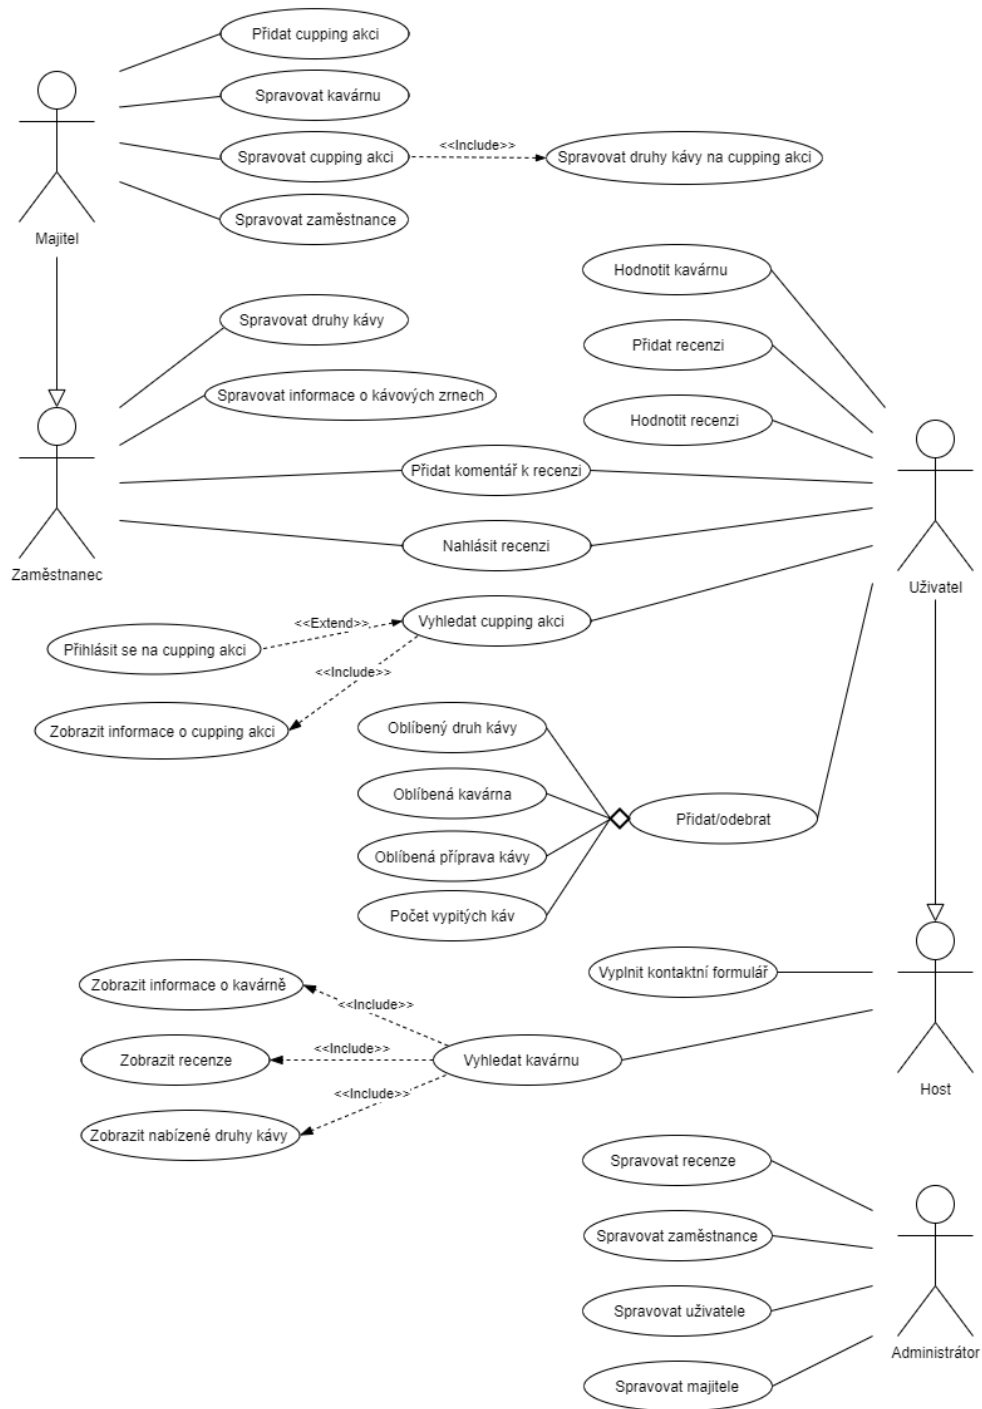 Přidat cupping akci
Spravovat kavárnu
Spravovat cupping akci
<<Include>>
Spravovat druhy kávy na cupping akci
Spravovat zaměstnance
Majitel
Hodnotit kavárnu
Spravovat druhy kávy
Přidat recenzi
Spravovat informace o kávových zrnech
Hodnotit recenzi
Přidat komentář k recenzi
Nahlásit recenzi
Zaměstnanec
Uživatel
<<Extend>>
Vyhledat cupping akci
Přihlásit se na cupping akci
<<Include>>
Zobrazit informace o cupping akci
Oblíbený druh kávy
Oblíbená kavárna
Přidat/odebrat
Oblíbená příprava kávy
Počet vypitých káv
Vyplnit kontaktní formulář
Zobrazit informace o kavárně
<<Include>>
Zobrazit recenze
<<Include>>
Vyhledat kavárnu
<<Include>>
Host
Zobrazit nabízené druhy kávy
Spravovat recenze
Spravovat zaměstnance
Spravovat uživatele
Administrátor
Spravovat majitele